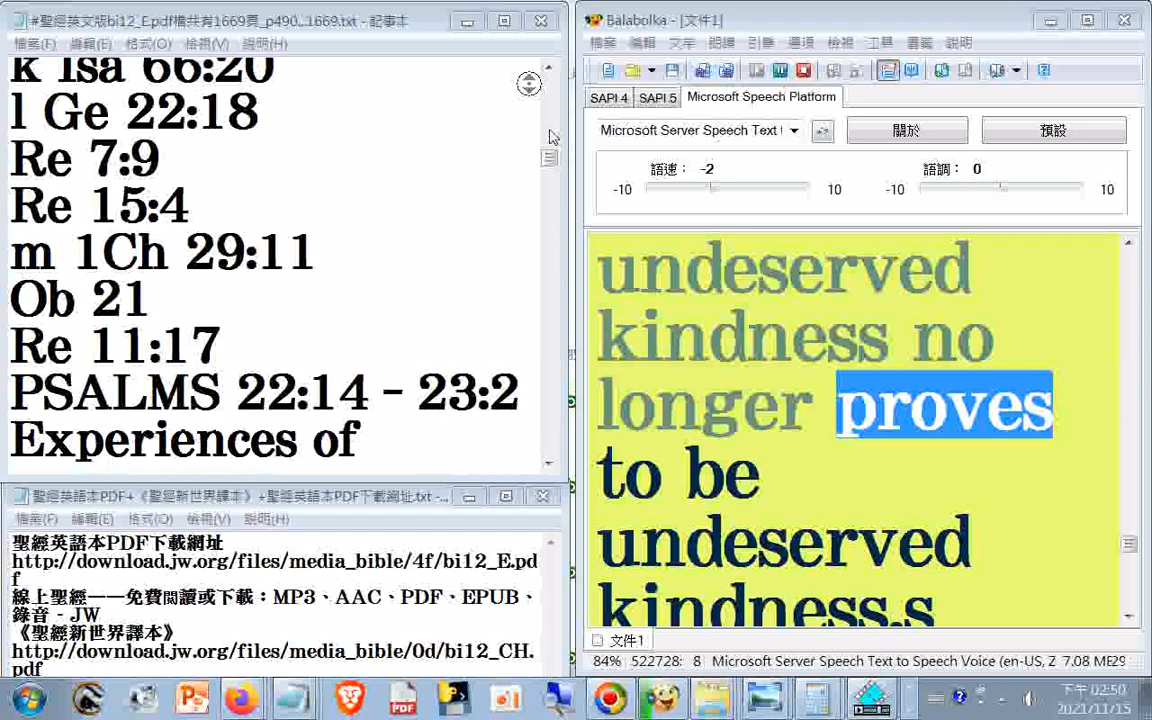 #聖經英文版bi12_E.pdf檔共有1669頁_p490...1669.txt - 記事本
檔案(F) 編輯(E) 格式(O) 檢視(V) 說明(H)
k Isa 66:20
l Ge 22:18
Re 7:9
Re 15:4
m 1Ch 29:11
Ob 21
Re 11:17
PSALMS 22:14 - 23:2
Experiences of
聖經英語本PDF+《聖經新世界譯本》+聖經英語本PDF下載網址.txt -...
檔案(F) 編輯(E) 格式(O) 檢視(V) 說明(H)
聖經英語本PDF下載網址
http://download.jw.org/files/media_bible/4f/bi12_E.pd
f
線上聖經——免費閱讀或下載：MP3、AAC、PDF、EPUB、
錄音 - JW
《聖經新世界譯本》
http://download.jw.org/files/media_bible/0d/bi12_CH.
pdf
Balabolka - [文件1]
檔案 編輯 文字 朗讀 引擎 選項 檢視 工具 書籤 說明
SAPI 4 SAPI 5 Microsoft Speech Platform
Microsoft Server Speech Text 關於 預設
語速： -2 語調： 0
-10 10 -10 10
undeserved
kindness no
longer proves
to be
undeserved
kindness.s
文件1
84% 522728: 8 Microsoft Server Speech Text to Speech Voice (en-US, Z 7.08 ME29
下午 02:50
2021/11/15